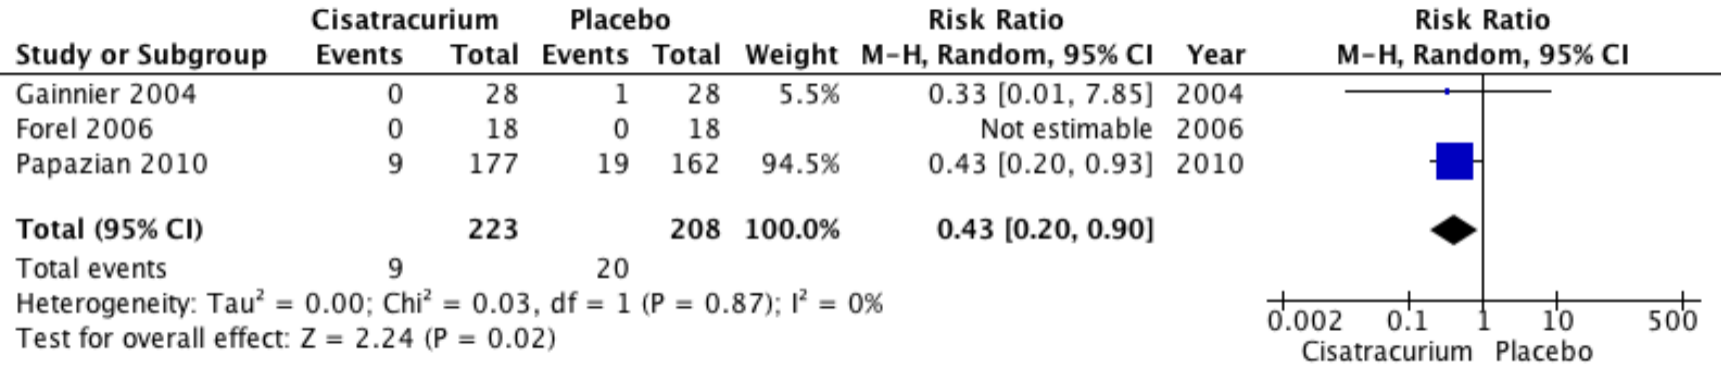 Cisatracurium Placebo Risk Ratio Risk Ratio
Study or Subgroup Events Total Events Total Weight M-H, Random, 95% CI Year M-H, Random, 95% CI
Gainnier 2004 0 28 1 28 5.5% 0.33 [0.01, 7.85] 2004
Forel 2006 0 18 0 18 Not estimable 2006
Papazian 2010 9 177 19 162 94.5% 0.43 [0.20, 0.93] 2010
Total (95% CI) 223 208 100.0% 0.43 [0.20, 0.90]
Total events 9 20
Heterogeneity: Tau² = 0.00; Chi² = 0.03, df = 1 (P = 0.87); I² = 0%
Test for overall effect: Z = 2.24 (P = 0.02)
0.002 0.1 1 10 500
Cisatracurium Placebo